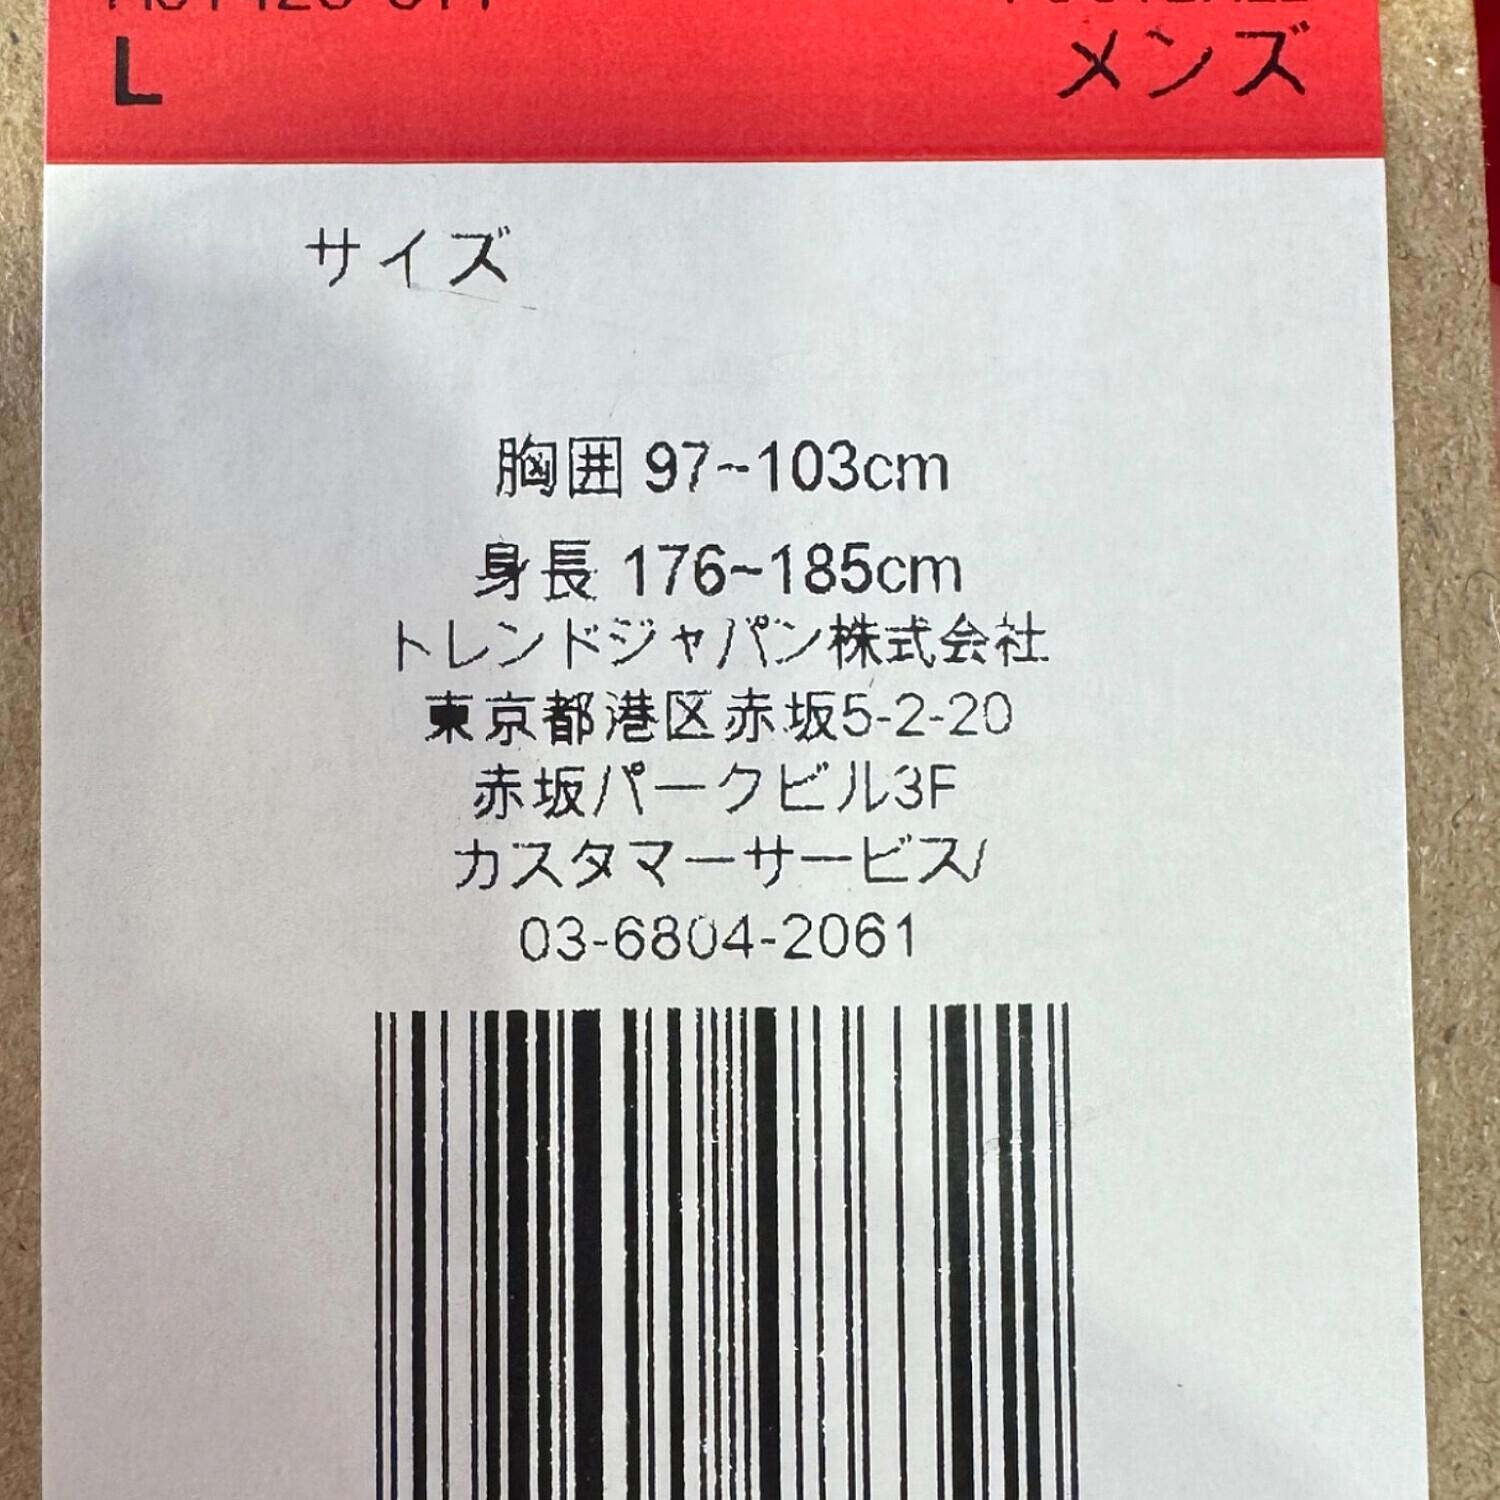 L
メンズ
サイズ
胸囲 97~103cm
身長 176~185cm
トレンドジャパン株式会社
東京都港区赤坂5-2-20
赤坂パークビル3F
カスタマーサービス/
03-6804-2061